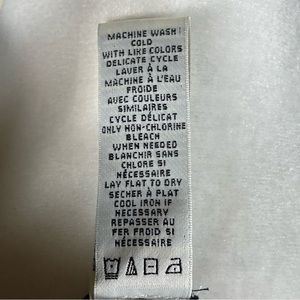 MACHINE WASH
COLD
WITH LIKE COLORS
DELICATE CYCLE
LAVER À LA
MACHINE À L'EAU
FROIDE
AVEC COULEURS
SIMILAIRES
CYCLE DÉLICAT
ONLY NON-CHLORINE
BLEACH
WHEN NEEDED
BLANCHIR SANS
CHLORE SI
NÉCESSAIRE
LAY FLAT TO DRY
SECHER À PLAT
COOL IRON IF
NECESSARY
REPASSER AU
FER FROID SI
NÉCESSAIRE